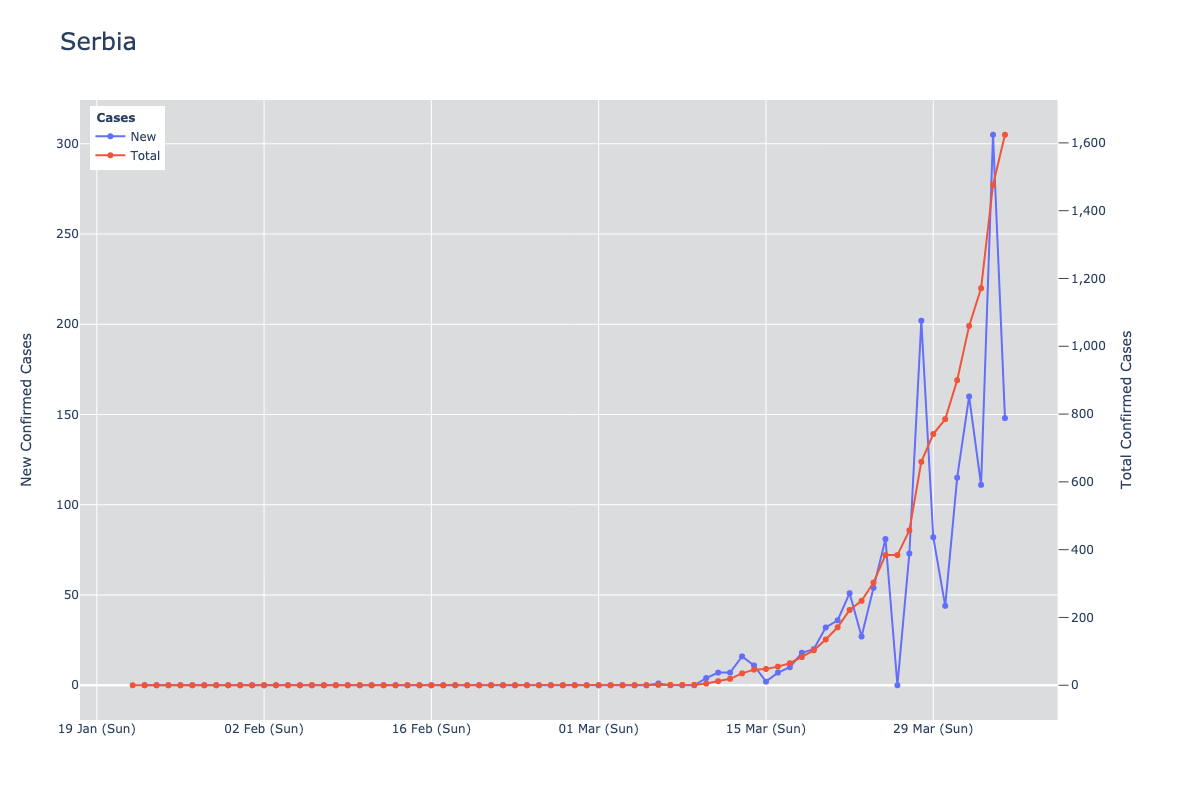 Serbia
Cases
New
Total
300
250
200
150
100
50
0
1,600
1,400
1,200
1,000
800
600
400
200
0
New Confirmed Cases
Total Confirmed Cases
19 Jan (Sun)
02 Feb (Sun)
16 Feb (Sun)
01 Mar (Sun)
15 Mar (Sun)
29 Mar (Sun)